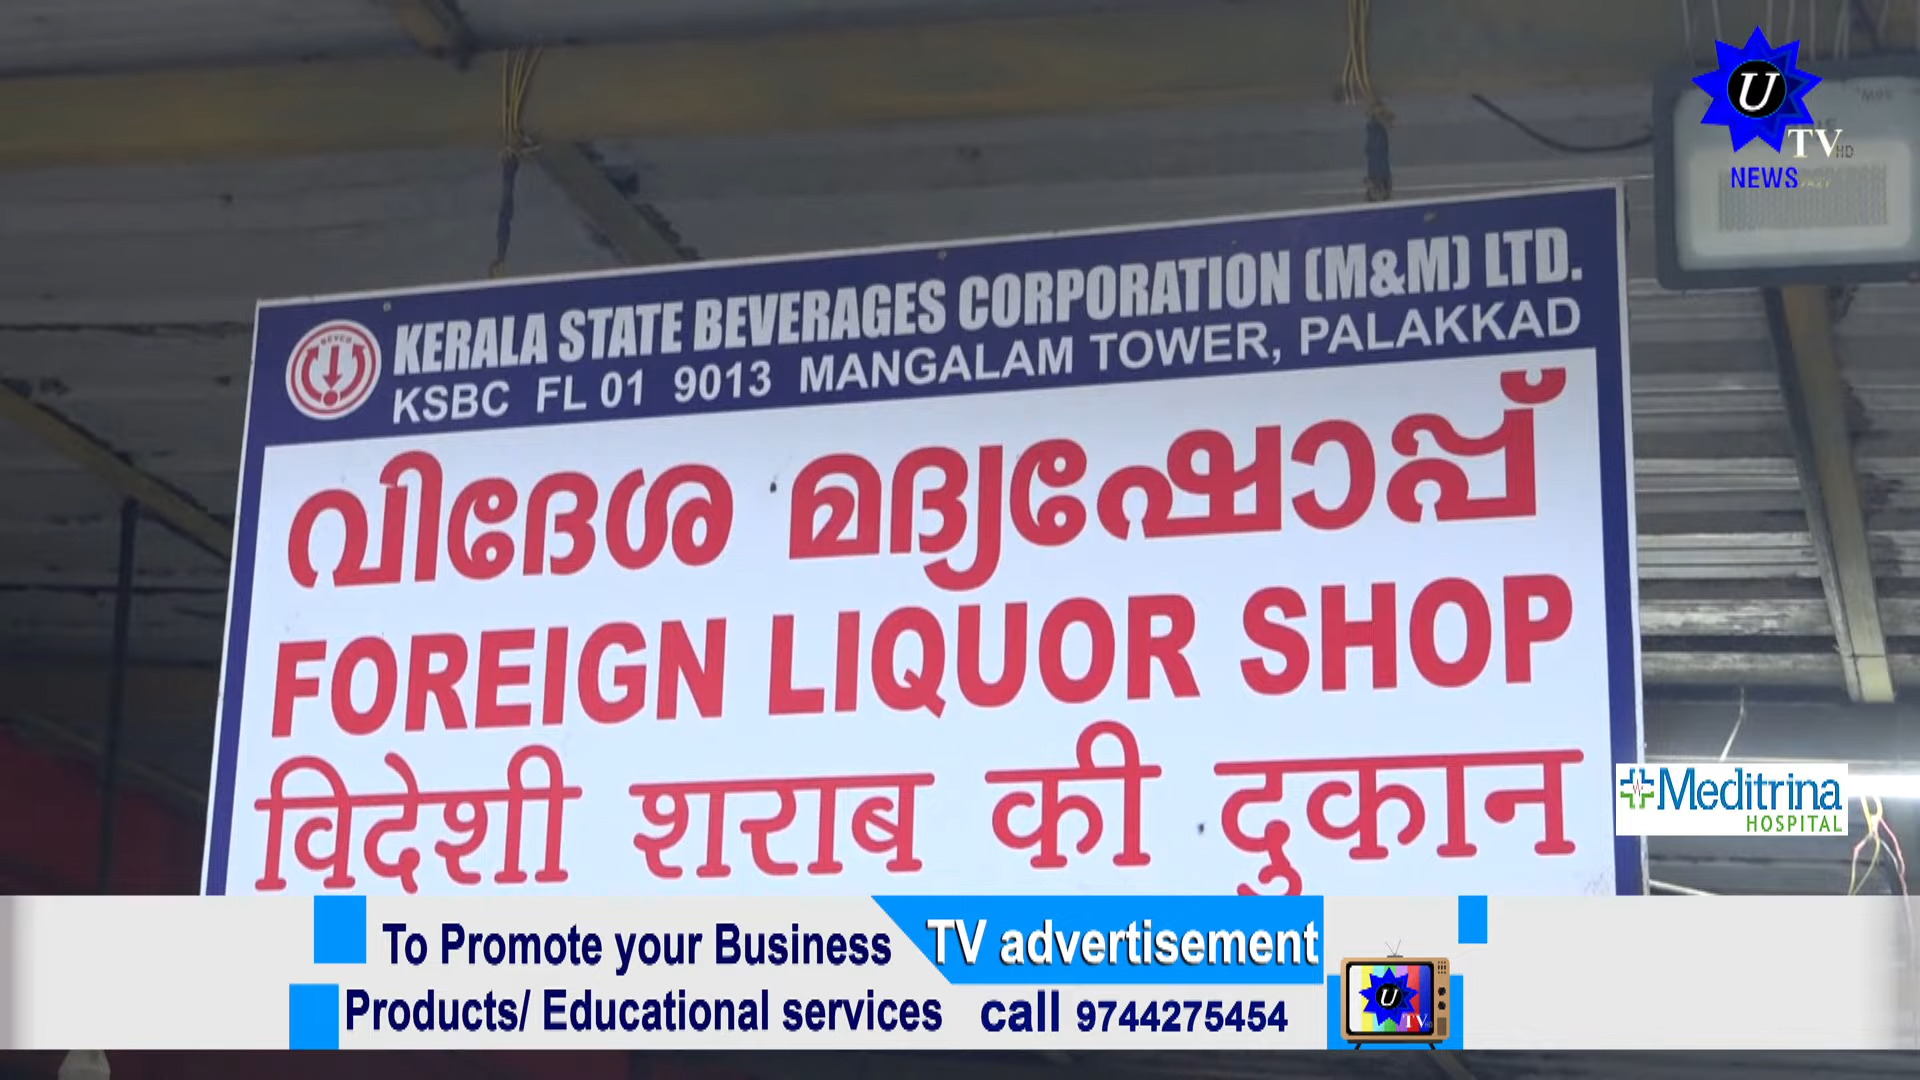 U
TV HD
NEWS
KERALA STATE BEVERAGES CORPORATION (M&M) LTD.
KSBC FL 01 9013 MANGALAM TOWER, PALAKKAD
വിദേശ മദ്യഷോപ്പ്
FOREIGN LIQUOR SHOP
विदेशी शराब की दुकान
Meditrina
HOSPITAL
To Promote your Business TV advertisement
Products/ Educational services call 9744275454
U
TV